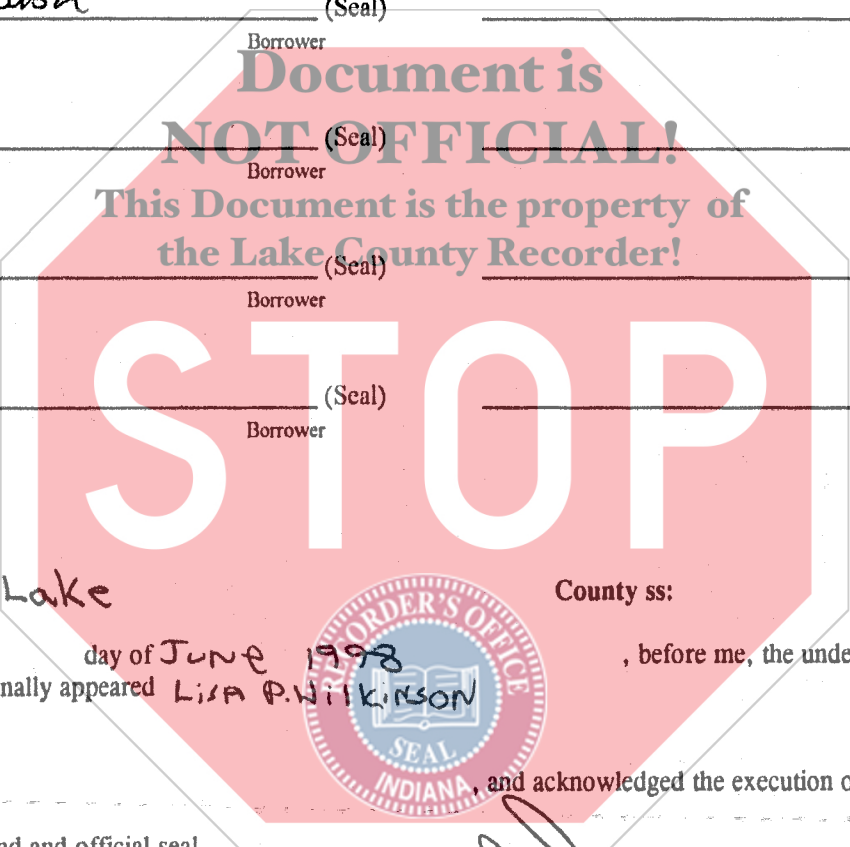 (Seal)
Borrower
Document is
NOT OFFICIAL!
(Seal)
Borrower
This Document is the property of
the Lake County Recorder!
(Seal)
Borrower
STOP
(Seal)
Borrower
Lake County ss:
RECORDER'S OFFICE
day of June 1998 , before me, the unde
nally appeared LisA P. WilKiNSON
SEAL
INDIANA
, and acknowledged the execution o
nd and official seal